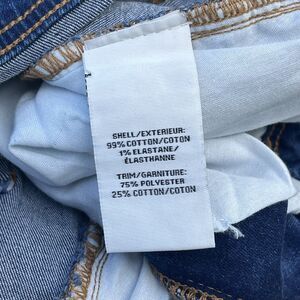 SHELL/EXTERIEUR:
99% COTTON/COTON
1% ELASTANE/
ÉLASTHANNE
TRIM/GARNITURE:
75% POLYESTER
25% COTTON/COTON